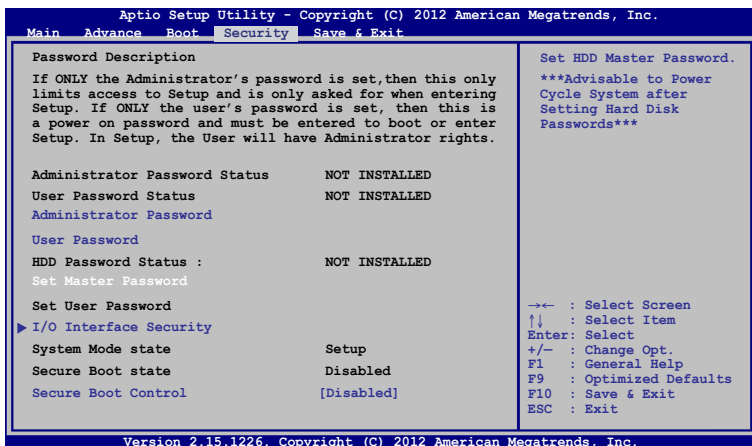 Aptio Setup Utility - Copyright (C) 2012 American Megatrends, Inc.
Main Advance Boot Security Save & Exit
Password Description
If ONLY the Administrator's password is set,then this only
limits access to Setup and is only asked for when entering
Setup. If ONLY the user's password is set, then this is
a power on password and must be entered to boot or enter
Setup. In Setup, the User will have Administrator rights.
Administrator Password Status NOT INSTALLED
User Password Status NOT INSTALLED
Administrator Password
User Password
HDD Password Status : NOT INSTALLED
Set Master Password
Set User Password
I/O Interface Security
System Mode state Setup
Secure Boot state Disabled
Secure Boot Control [Disabled]
Set HDD Master Password.
***Advisable to Power
Cycle System after
Setting Hard Disk
Passwords***
→← : Select Screen
↑↓ : Select Item
Enter: Select
+/— : Change Opt.
F1 : General Help
F9 : Optimized Defaults
F10 : Save & Exit
ESC : Exit
Version 2.15.1226. Copyright (C) 2012 American Megatrends, Inc.